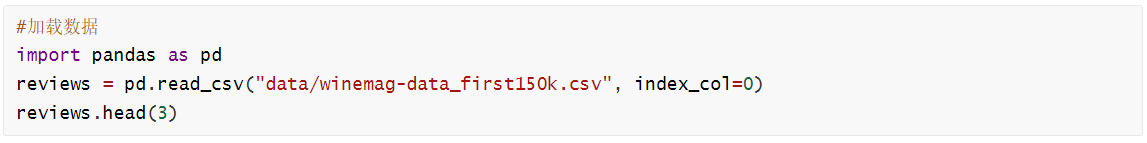 #加载数据
import pandas as pd
reviews = pd.read_csv("data/winemag-data_first150k.csv", index_col=0)
reviews.head(3)